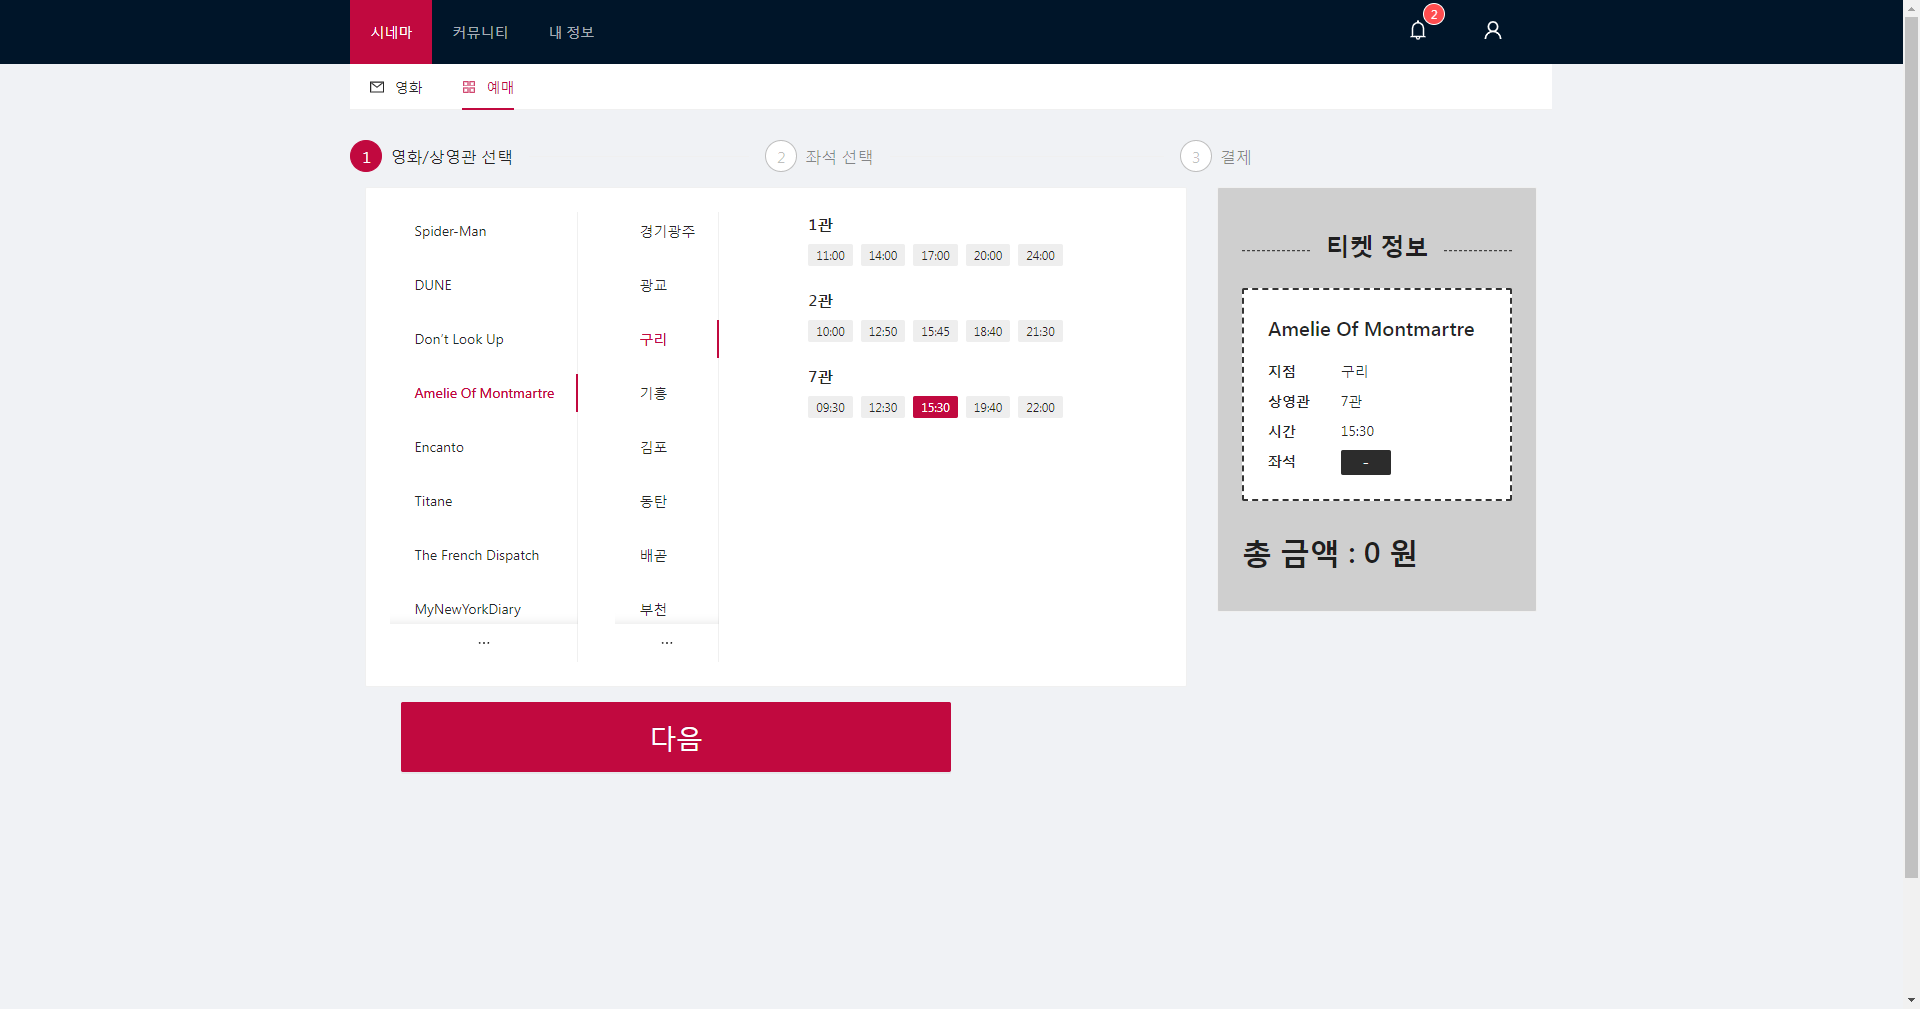 시네마 커뮤니티 내 정보 2
영화 예매
1 영화/상영관 선택 2 좌석 선택 3 결제
Spider-Man
DUNE
Don't Look Up
Amelie Of Montmartre
Encanto
Titane
The French Dispatch
MyNewYorkDiary
...
경기광주
광교
구리
기흥
김포
동탄
배곧
부천
...
1관
11:00 14:00 17:00 20:00 24:00
2관
10:00 12:50 15:45 18:40 21:30
7관
09:30 12:30 15:30 19:40 22:00
티켓 정보
Amelie Of Montmartre
지점 구리
상영관 7관
시간 15:30
좌석 -
총 금액 : 0 원
다음